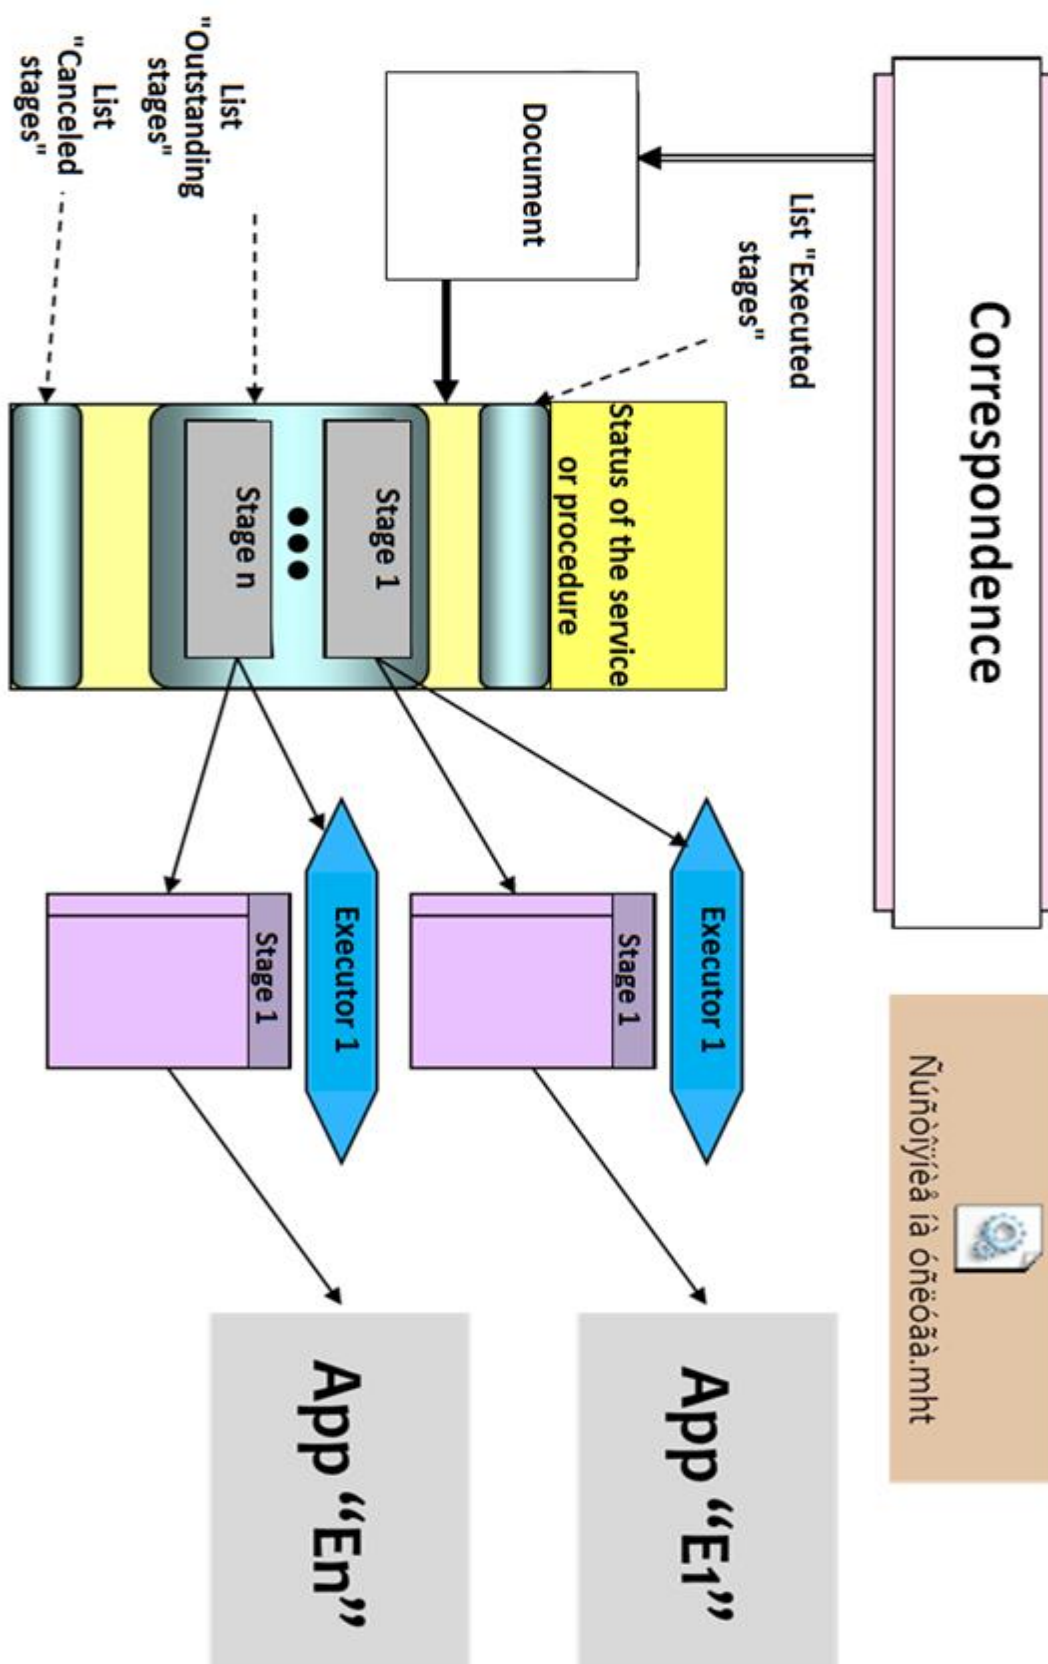 Correspondence
Ñúñòîÿíèå íà óñëóãà.mht
Document
List "Executed
stages"
List
"Outstanding
stages"
List
"Canceled
stages"
Status of the service
or procedure
Stage 1
Stage n
Executor 1
Stage 1
Executor 1
Stage 1
App “E1”
App “En”